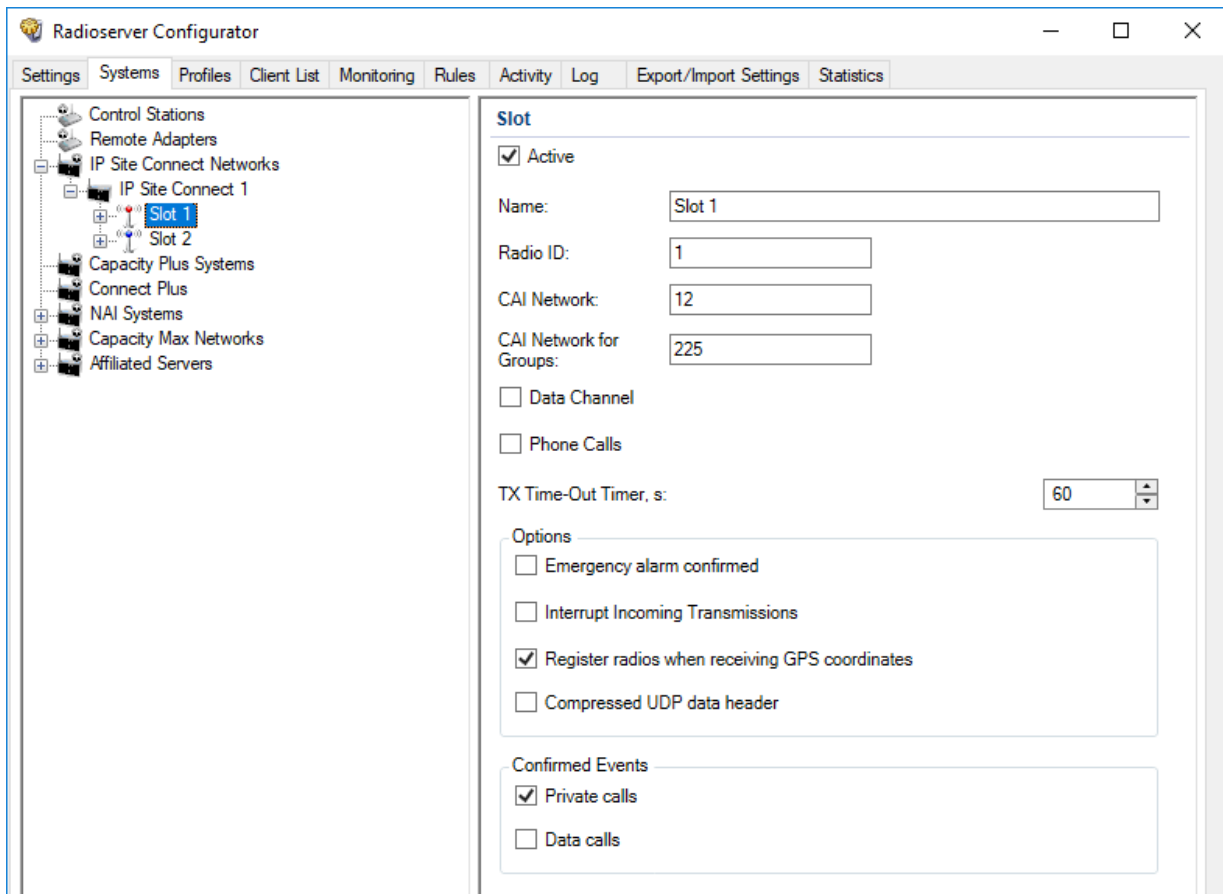 Radioserver Configurator
Settings Systems Profiles Client List Monitoring Rules Activity Log Export/Import Settings Statistics
Control Stations
Remote Adapters
IP Site Connect Networks
IP Site Connect 1
Slot 1
Slot 2
Capacity Plus Systems
Connect Plus
NAI Systems
Capacity Max Networks
Affiliated Servers
Slot
Active
Name: Slot 1
Radio ID: 1
CAI Network: 12
CAI Network for
Groups: 225
Data Channel
Phone Calls
TX Time-Out Timer, s: 60
Options
Emergency alarm confirmed
Interrupt Incoming Transmissions
Register radios when receiving GPS coordinates
Compressed UDP data header
Confirmed Events
Private calls
Data calls